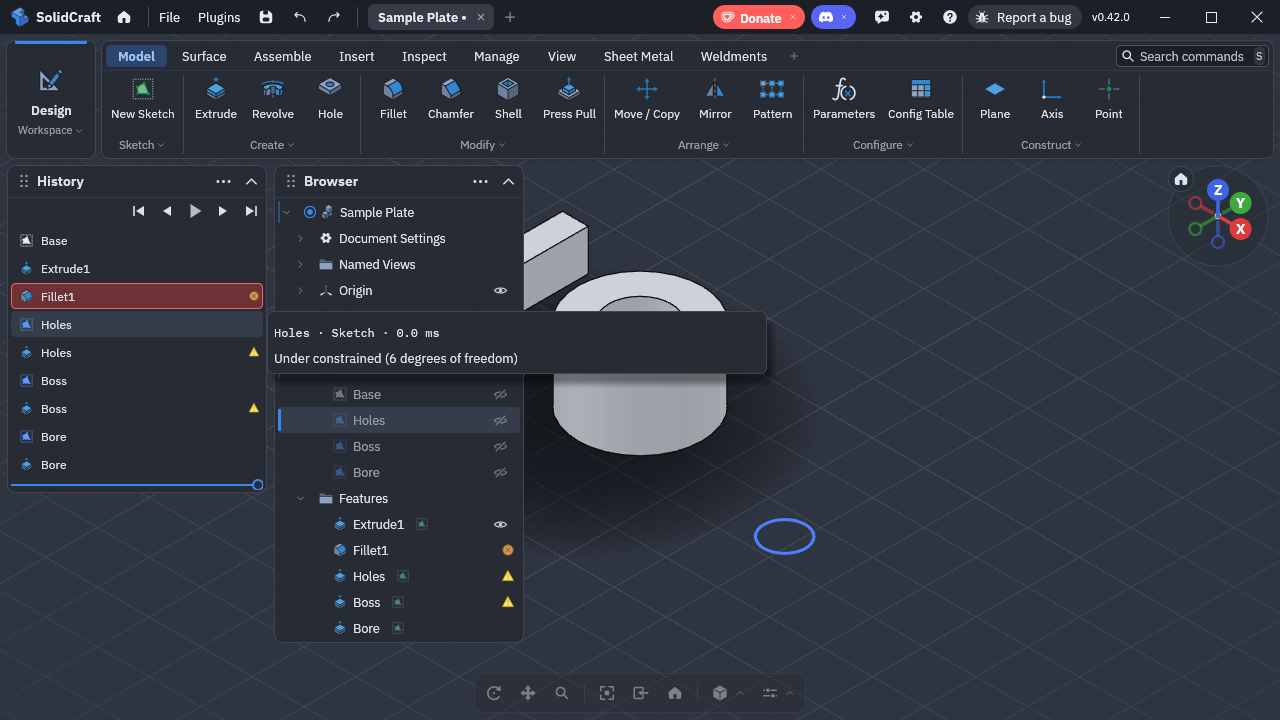 SolidCraft
File
Plugins
Sample Plate •
Donate
Report a bug
v0.42.0
Design
Workspace
Model
Surface
Assemble
Insert
Inspect
Manage
View
Sheet Metal
Weldments
Search commands
S
New Sketch
Extrude
Revolve
Hole
Fillet
Chamfer
Shell
Press Pull
Move / Copy
Mirror
Pattern
Parameters
Config Table
Plane
Axis
Point
Sketch
Create
Modify
Arrange
Configure
Construct
History
Base
Extrude1
Fillet1
Holes
Holes
Boss
Boss
Bore
Bore
Browser
Sample Plate
Document Settings
Named Views
Origin
Holes · Sketch · 0.0 ms
Under constrained (6 degrees of freedom)
Base
Holes
Boss
Bore
Features
Extrude1
Fillet1
Holes
Boss
Bore
Z
Y
X